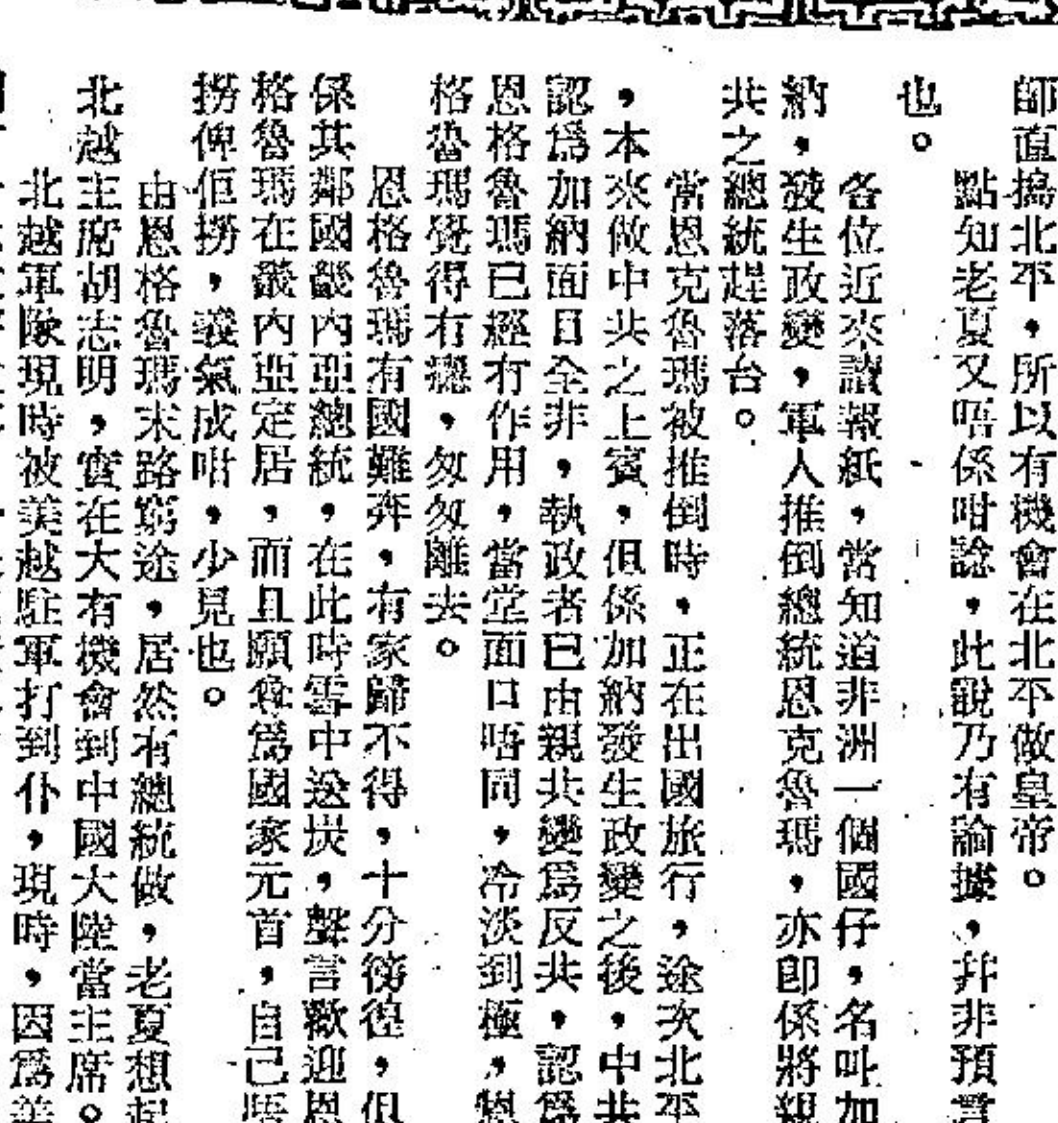 師直搗北平，所以有機會在北平做皇帝。
點知老夏又唔係咁諗，此說乃有論據，幷非預言
也。
各位近來讀報紙，當知道非洲一個國仔，名叫加
納，發生政變，軍人推倒總統恩克魯瑪，亦即係將親
共之總統趕落台。
當恩克魯瑪被推倒時，正在出國旅行，途次北平
，本來做中共之上賓，但係加納發生政變之後，中共
認爲加納面目全非，執政者已由親共變爲反共，認爲
恩格魯瑪已經冇作用，當堂面口唔同，冷淡到極，恩
格魯瑪覺得冇癮，匆匆離去。
恩格魯瑪有國難奔，有家歸不得，十分徬徨，但
係其鄰國畿內亞總統，在此時雪中送炭，聲言歡迎恩
格魯瑪在畿內亞定居，而且願尊爲國家元首，自己唔
撈俾佢撈，義氣成咁，少見也。
由恩格魯瑪末路窮途，居然有總統做，老夏想起
北越主席胡志明，實在大有機會到中國大陸當主席。
北越軍隊現時被美越駐軍打到仆，現時，因爲美